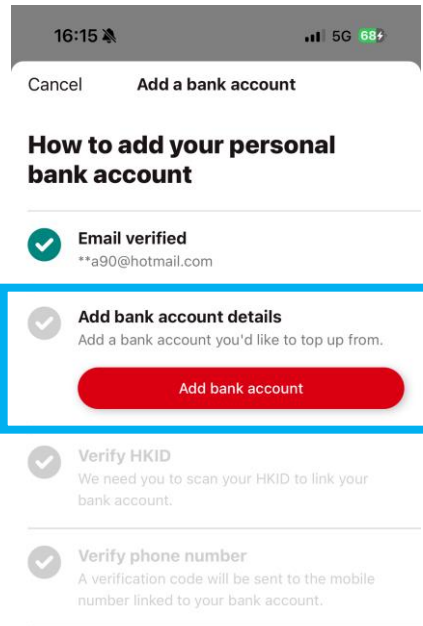 16:15 5G 68
Cancel Add a bank account
How to add your personal
bank account
Email verified
**a90@hotmail.com
Add bank account details
Add a bank account you'd like to top up from.
Add bank account
Verify HKID
We need you to scan your HKID to link your
bank account.
Verify phone number
A verification code will be sent to the mobile
number linked to your bank account.